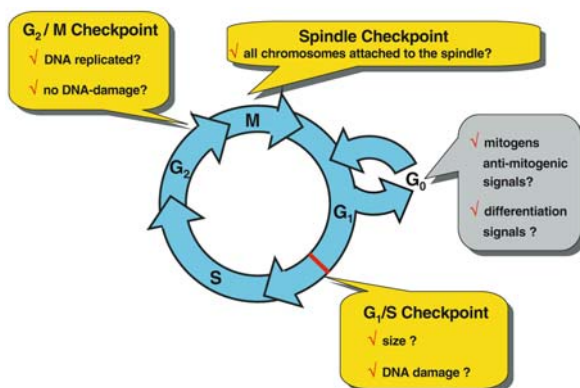 G₂ / M Checkpoint
√ DNA replicated?
√ no DNA-damage?
Spindle Checkpoint
√ all chromosomes attached to the spindle?
M
G₂
G₁
S
G₀
√ mitogens
anti-mitogenic
signals?
√ differentiation
signals ?
G₁/S Checkpoint
√ size ?
√ DNA damage ?